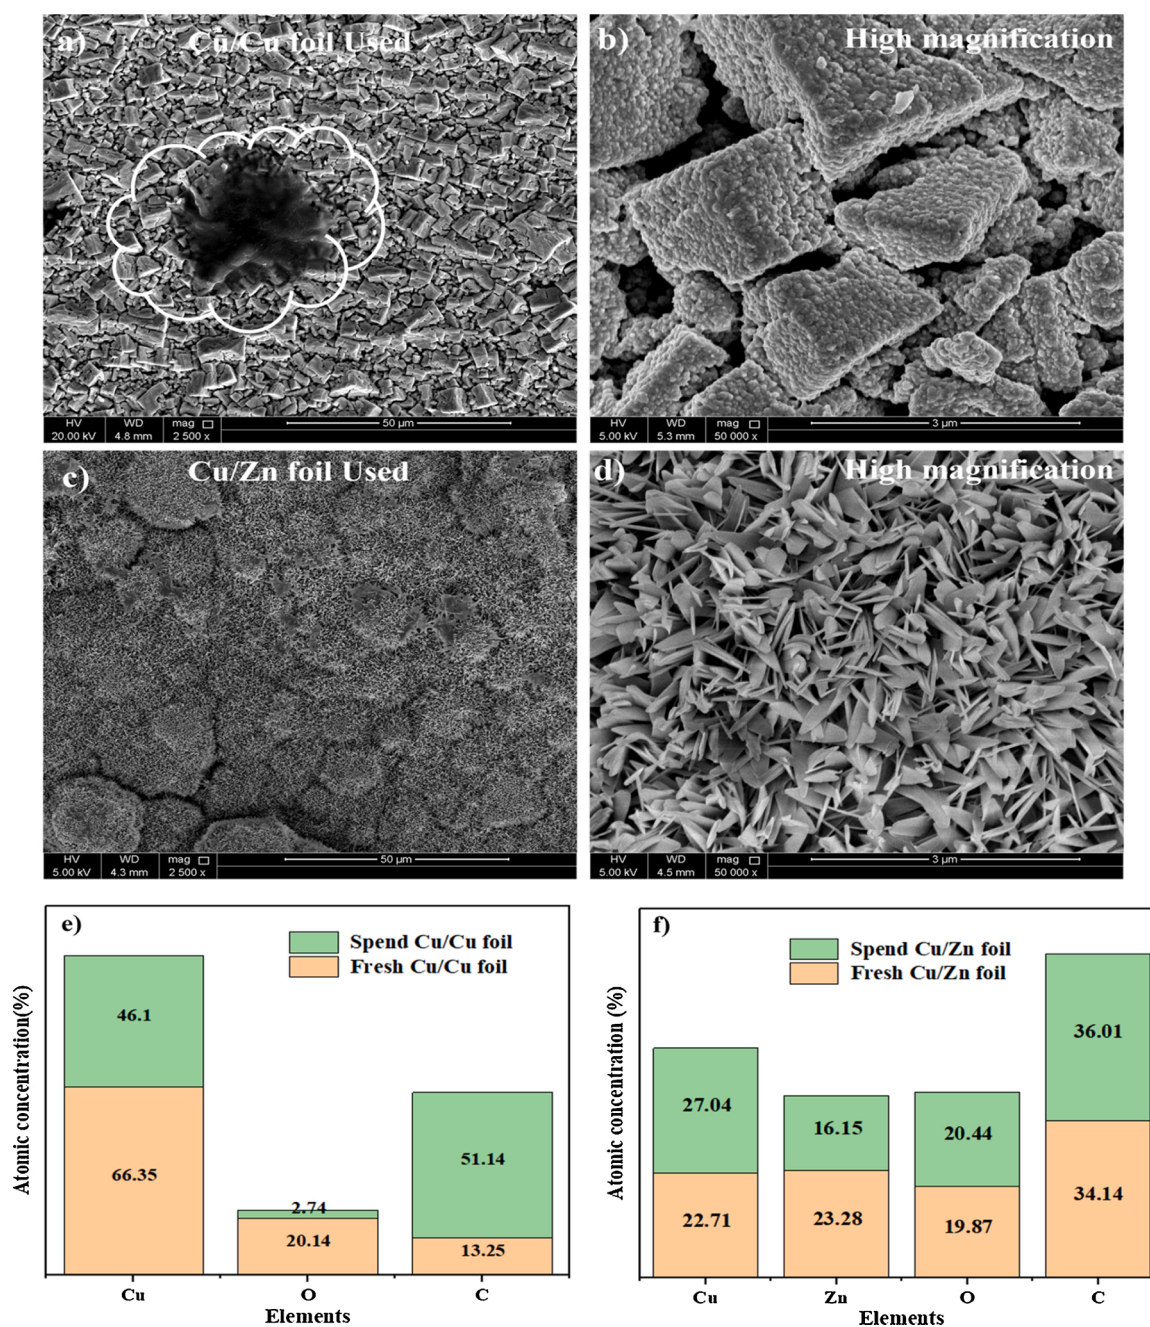 a) Cu/Cu foil Used
b) High magnification
HV WD mag 50 µm
20.00 kV 4.8 mm 2 500 x
HV WD mag 3 µm
5.00 kV 5.3 mm 50 000 x
c) Cu/Zn foil Used
d) High magnification
HV WD mag 50 µm
5.00 kV 4.3 mm 2 500 x
HV WD mag 3 µm
5.00 kV 4.5 mm 50 000 x
e)
Spend Cu/Cu foil
Fresh Cu/Cu foil
46.1
66.35
2.74
20.14
51.14
13.25
Atomic concentration(%)
Cu O C
Elements
f)
Spend Cu/Zn foil
Fresh Cu/Zn foil
27.04
22.71
16.15
23.28
20.44
19.87
36.01
34.14
Atomic concentration (%)
Cu Zn O C
Elements